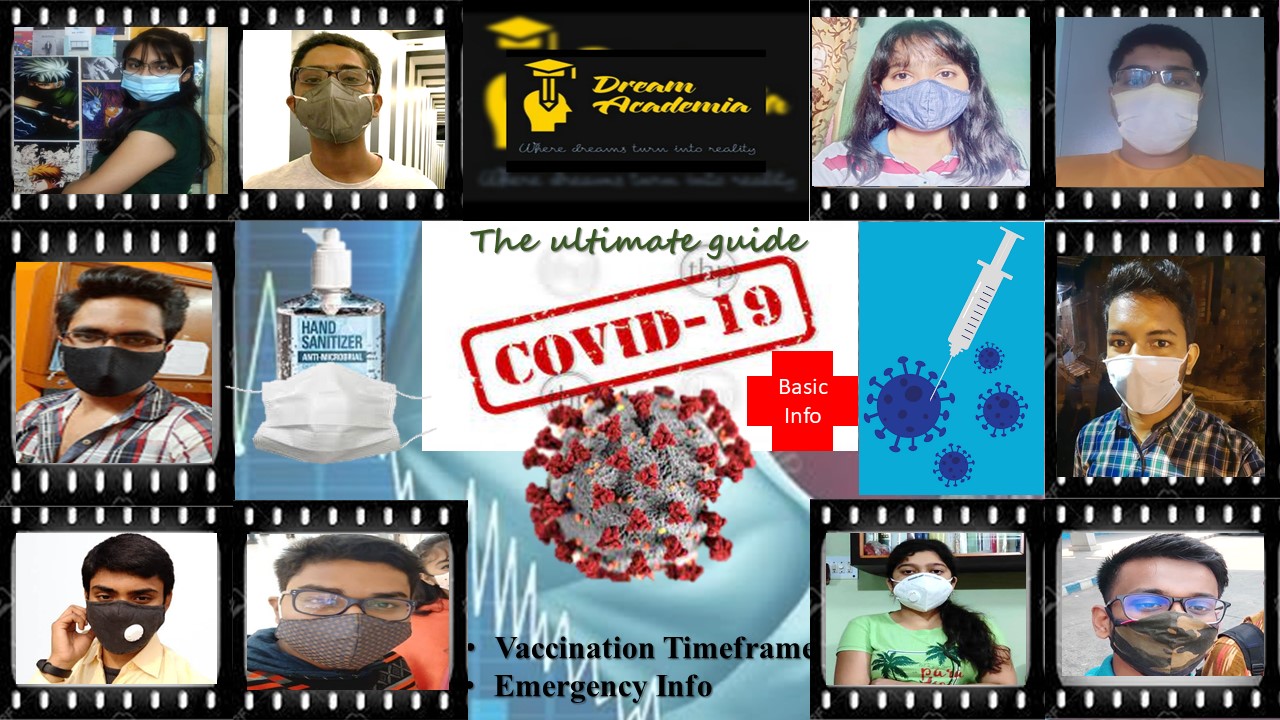 Dream
Academia
Where dreams turn into reality
The ultimate guide
COVID-19
thp
HAND
SANITIZER
ANTI-MICROBIAL
Basic
Info
• Vaccination Timeframe
• Emergency Info